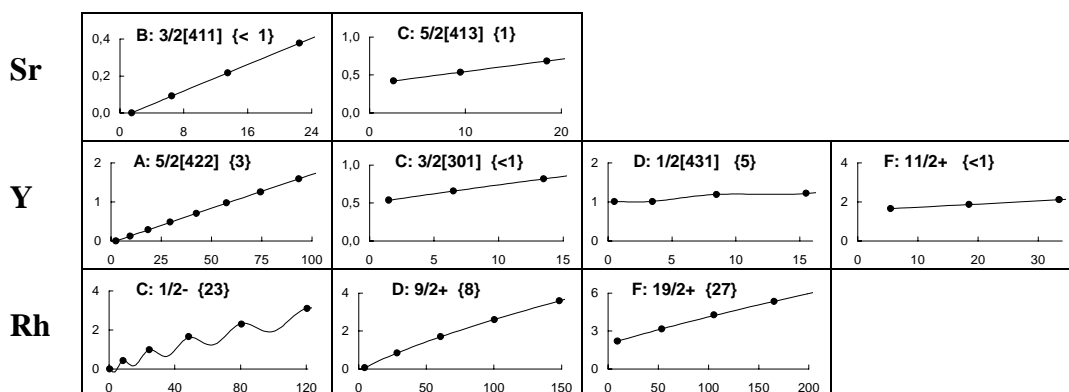 Sr
B: 3/2[411] {< 1}
0,4
0,2
0,0
0 8 16 24
C: 5/2[413] {1}
1,0
0,5
0,0
0 10 20
Y
A: 5/2[422] {3}
2
1
0
0 25 50 75 100
C: 3/2[301] {<1}
1,0
0,5
0,0
0 5 10 15
D: 1/2[431] {5}
2
1
0
0 5 10 15
F: 11/2+ {<1}
4
2
0
0 10 20 30
Rh
C: 1/2- {23}
4
2
0
0 40 80 120
D: 9/2+ {8}
4
2
0
0 50 100 150
F: 19/2+ {27}
6
3
0
0 50 100 150 200